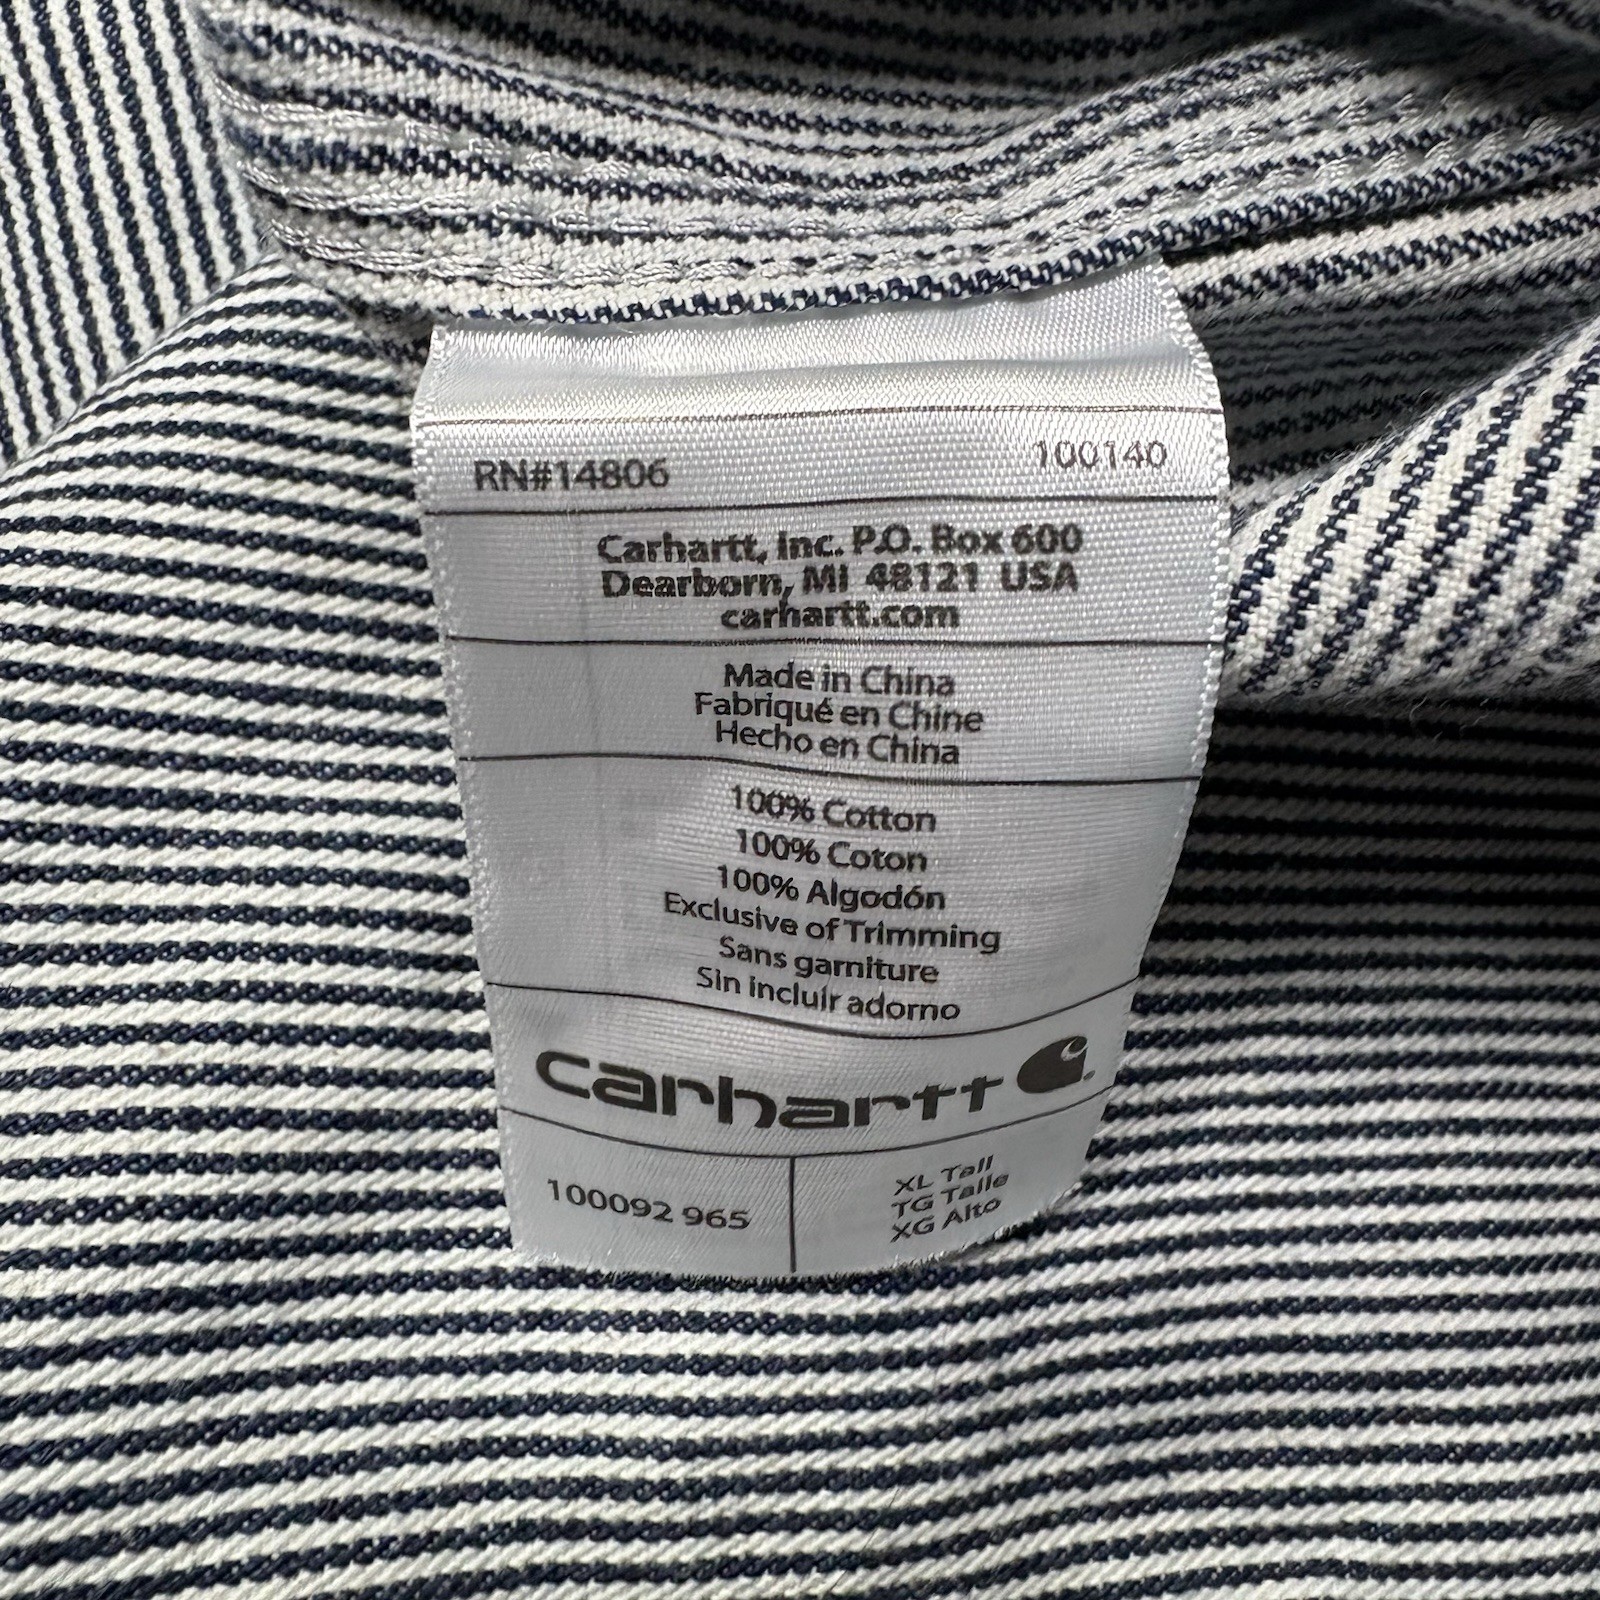 RN#14806 100140
Carhartt, Inc. P.O. Box 600
Dearborn, MI 48121 USA
carhartt.com
Made in China
Fabriqué en Chine
Hecho en China
100% Cotton
100% Coton
100% Algodón
Exclusive of Trimming
Sans garniture
Sin incluir adorno
carhartt
100092 965
XL Tall
TG Taille
XG Alto